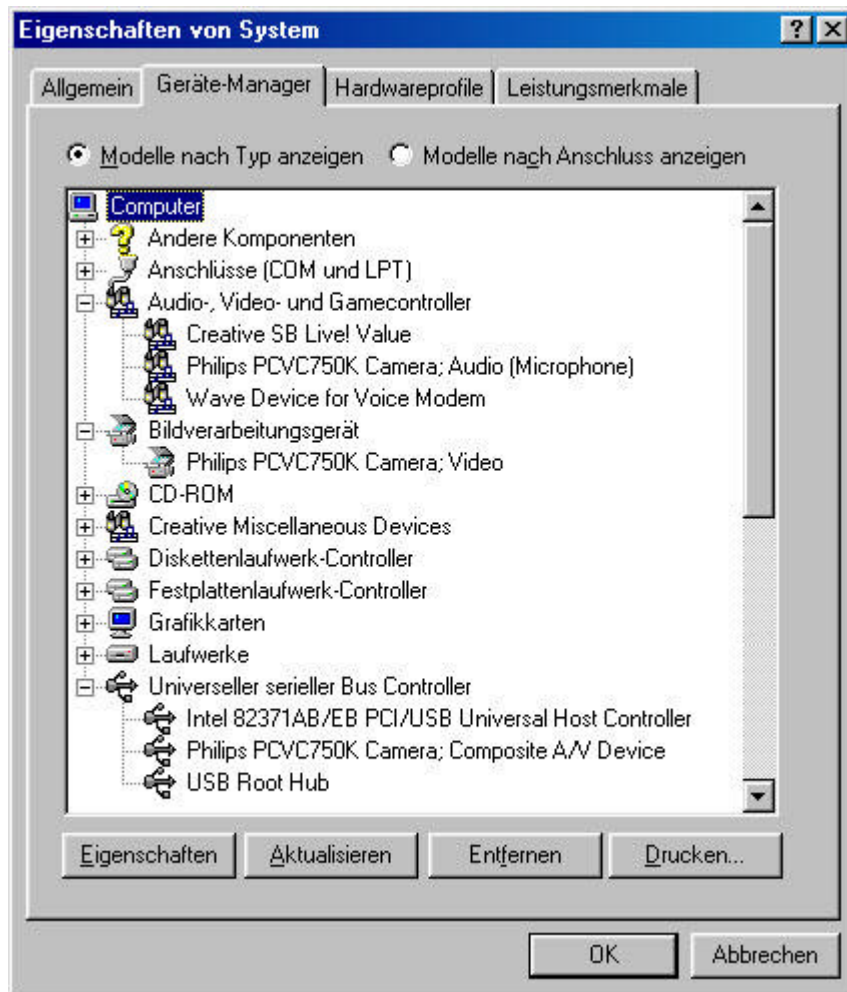 Eigenschaften von System
Allgemein Geräte-Manager Hardwareprofile Leistungsmerkmale
Modelle nach Typ anzeigen Modelle nach Anschluss anzeigen
Computer
Andere Komponenten
Anschlüsse (COM und LPT)
Audio-, Video- und Gamecontroller
Creative SB Live! Value
Philips PCVC750K Camera; Audio (Microphone)
Wave Device for Voice Modem
Bildverarbeitungsgerät
Philips PCVC750K Camera; Video
CD-ROM
Creative Miscellaneous Devices
Diskettenlaufwerk-Controller
Festplattenlaufwerk-Controller
Grafikkarten
Laufwerke
Universeller serieller Bus Controller
Intel 82371AB/EB PCI/USB Universal Host Controller
Philips PCVC750K Camera; Composite A/V Device
USB Root Hub
Eigenschaften Aktualisieren Entfernen Drucken...
OK Abbrechen